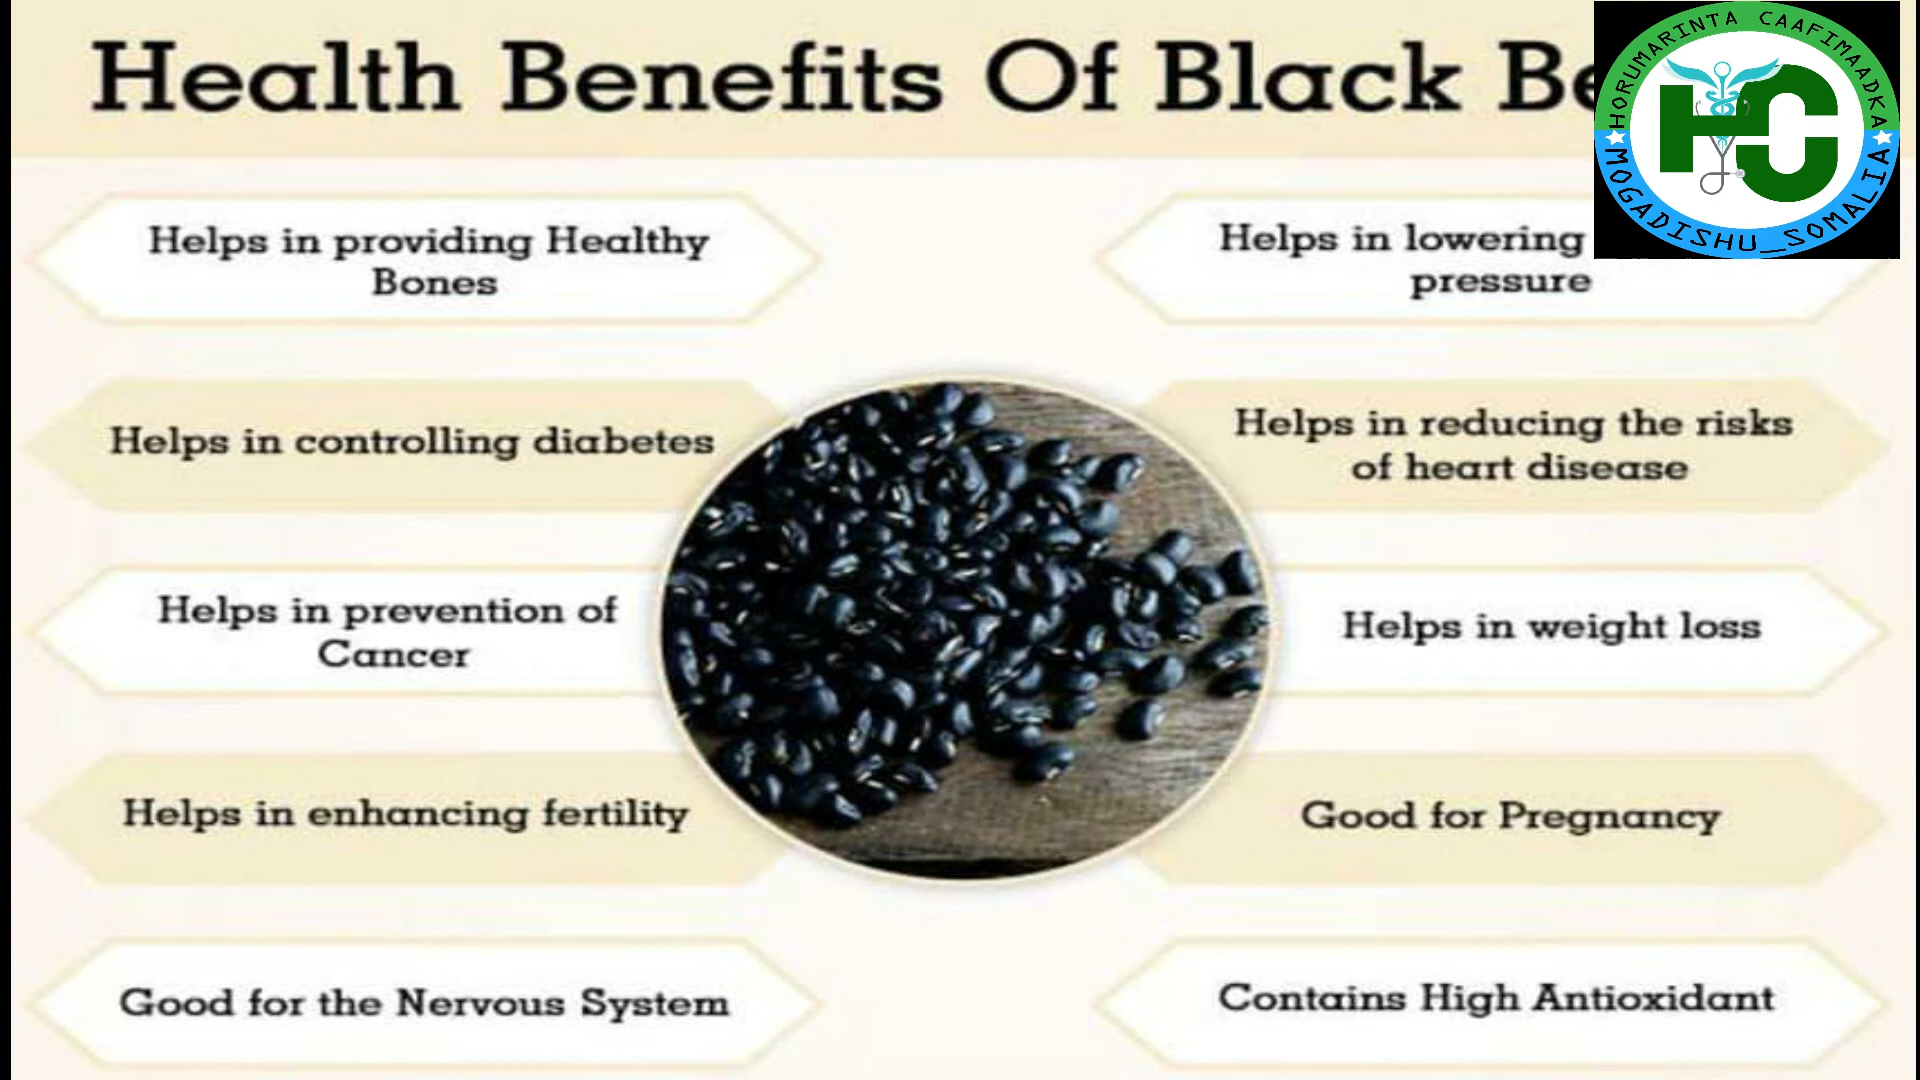 Health Benefits Of Black
HORUMARINTA CAAFIMAADKA
HC
MOGADISHU_SOMALIA
Helps in providing Healthy
Bones
Helps in lowering
pressure
Helps in controlling diabetes
Helps in reducing the risks
of heart disease
Helps in prevention of
Cancer
Helps in weight loss
Helps in enhancing fertility
Good for Pregnancy
Good for the Nervous System
Contains High Antioxidant